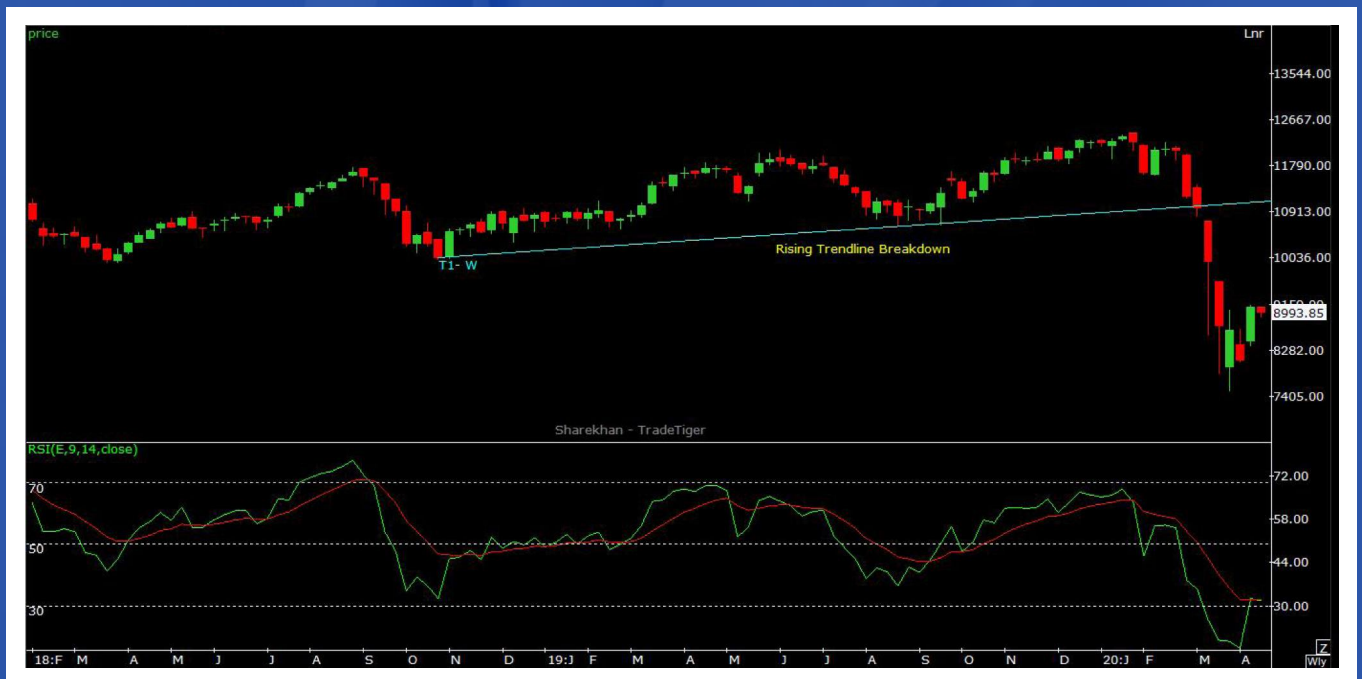 price
Lnr
13544.00
12667.00
11790.00
10913.00
Rising Trendline Breakdown
10036.00
T1- W
8993.85
8282.00
7405.00
Sharekhan - TradeTiger
RSI(E,9,14,close)
72.00
70
58.00
50
44.00
30
30.00
18:F M A M J J A S O N D 19:J F M A M J J A S O N D 20:J F M A
Z
Wly